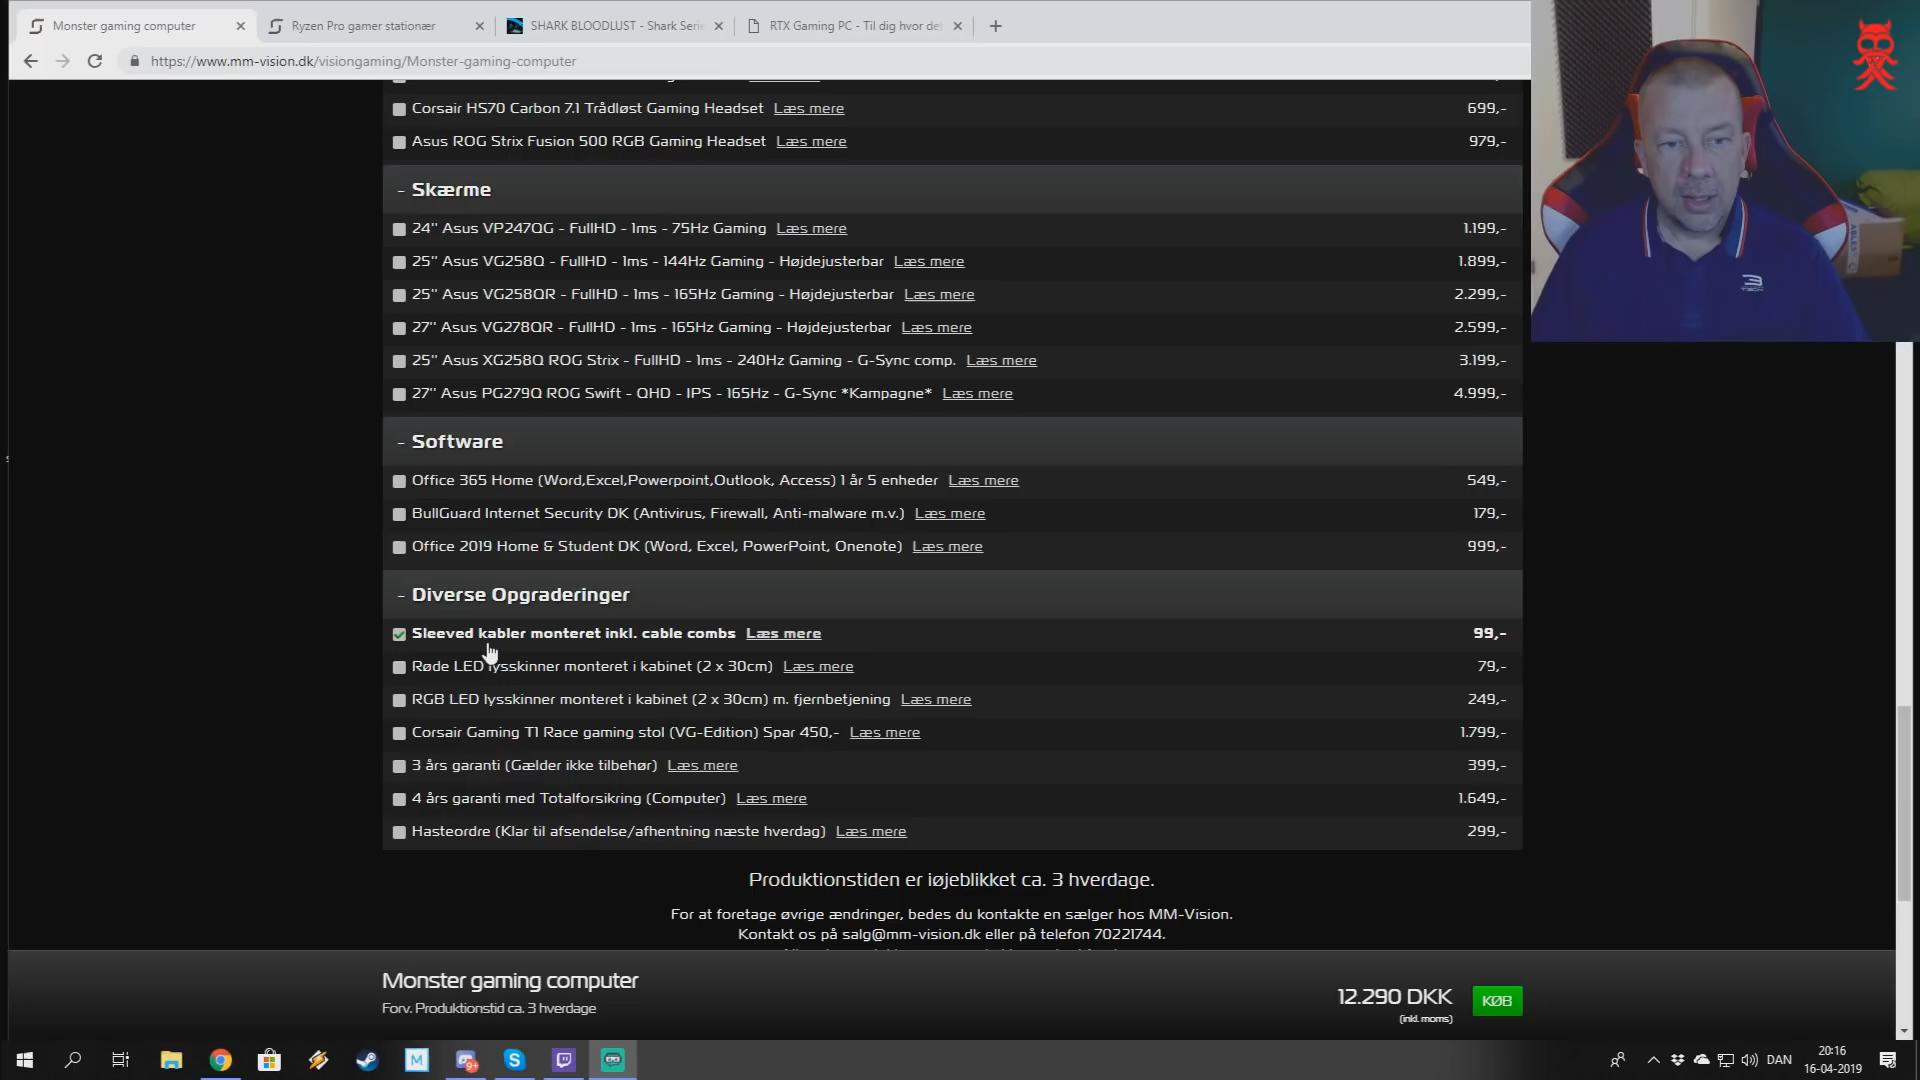 Monster gaming computer
Ryzen Pro gamer stationær
SHARK BLOODLUST - Shark Serie
RTX Gaming PC - Til dig hvor det
https://www.mm-vision.dk/visiongaming/Monster-gaming-computer
Corsair HS70 Carbon 7.1 Trådløst Gaming Headset Læs mere 699,-
Asus ROG Strix Fusion 500 RGB Gaming Headset Læs mere 979,-
- Skærme
24" Asus VP247QG - FullHD - 1ms - 75Hz Gaming Læs mere 1.199,-
25" Asus VG258Q - FullHD - 1ms - 144Hz Gaming - Højdejusterbar Læs mere 1.899,-
25" Asus VG258QR - FullHD - 1ms - 165Hz Gaming - Højdejusterbar Læs mere 2.299,-
27" Asus VG278QR - FullHD - 1ms - 165Hz Gaming - Højdejusterbar Læs mere 2.599,-
25" Asus XG258Q ROG Strix - FullHD - 1ms - 240Hz Gaming - G-Sync comp. Læs mere 3.199,-
27" Asus PG279Q ROG Swift - QHD - IPS - 165Hz - G-Sync *Kampagne* Læs mere 4.999,-
- Software
Office 365 Home (Word,Excel,Powerpoint,Outlook, Access) 1 år 5 enheder Læs mere 549,-
BullGuard Internet Security DK (Antivirus, Firewall, Anti-malware m.v.) Læs mere 179,-
Office 2019 Home & Student DK (Word, Excel, PowerPoint, Onenote) Læs mere 999,-
- Diverse Opgraderinger
Sleeved kabler monteret inkl. cable combs Læs mere 99,-
Røde LED lysskinner monteret i kabinet (2 x 30cm) Læs mere 79,-
RGB LED lysskinner monteret i kabinet (2 x 30cm) m. fjernbetjening Læs mere 249,-
Corsair Gaming T1 Race gaming stol (VG-Edition) Spar 450,- Læs mere 1.799,-
3 års garanti (Gælder ikke tilbehør) Læs mere 399,-
4 års garanti med Totalforsikring (Computer) Læs mere 1.649,-
Hasteordre (Klar til afsendelse/afhentning næste hverdag) Læs mere 299,-
Produktionstiden er iøjeblikket ca. 3 hverdage.
For at foretage øvrige ændringer, bedes du kontakte en sælger hos MM-Vision.
Kontakt os på salg@mm-vision.dk eller på telefon 70221744.
Monster gaming computer
Forv. Produktionstid ca. 3 hverdage
12.290 DKK
(inkl. moms)
KØB
DAN
20:16
16-04-2019